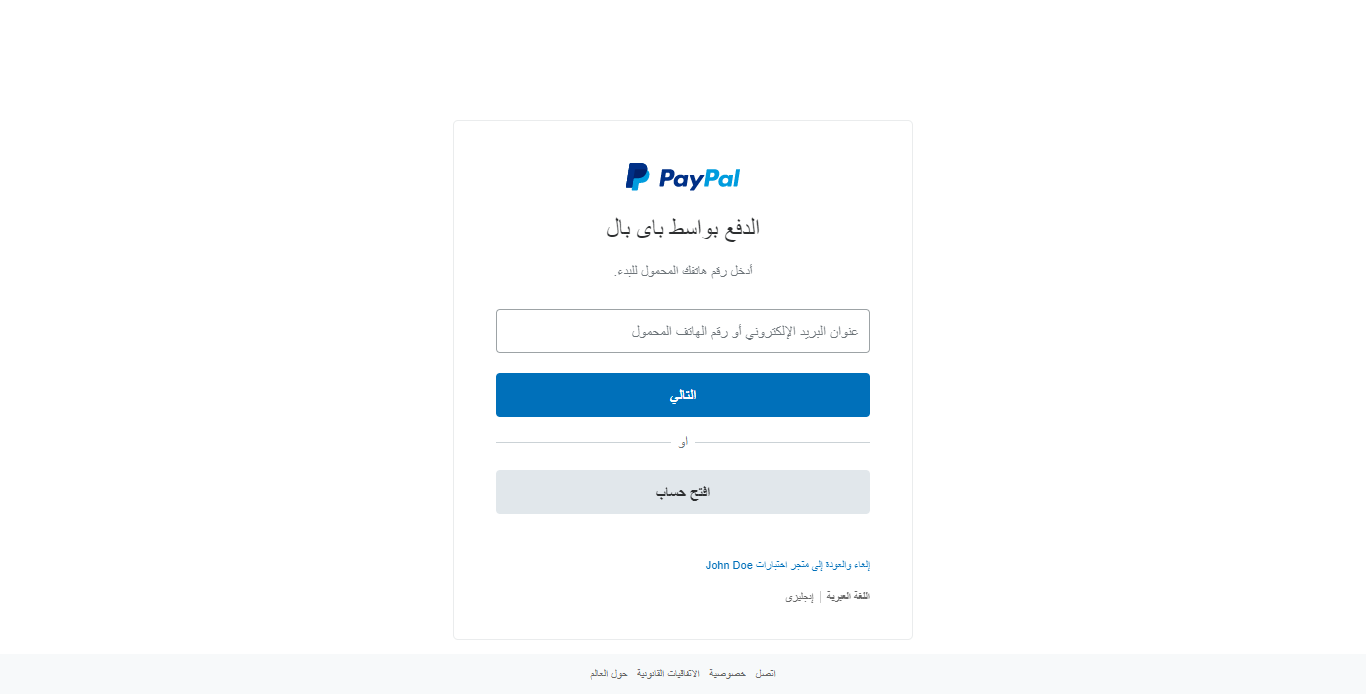 PayPal
الدفع بواسط باى بال
أدخل رقم هاتفك المحمول للبدء.
عنوان البريد الإلكتروني أو رقم الهاتف المحمول
التالي
او
افتح حساب
إلغاء والعودة إلى متجر اختبارات John Doe
اللغة العبرية | إنجليزى
اتصل خصوصية الاتفاقيات القانونية حول العالم